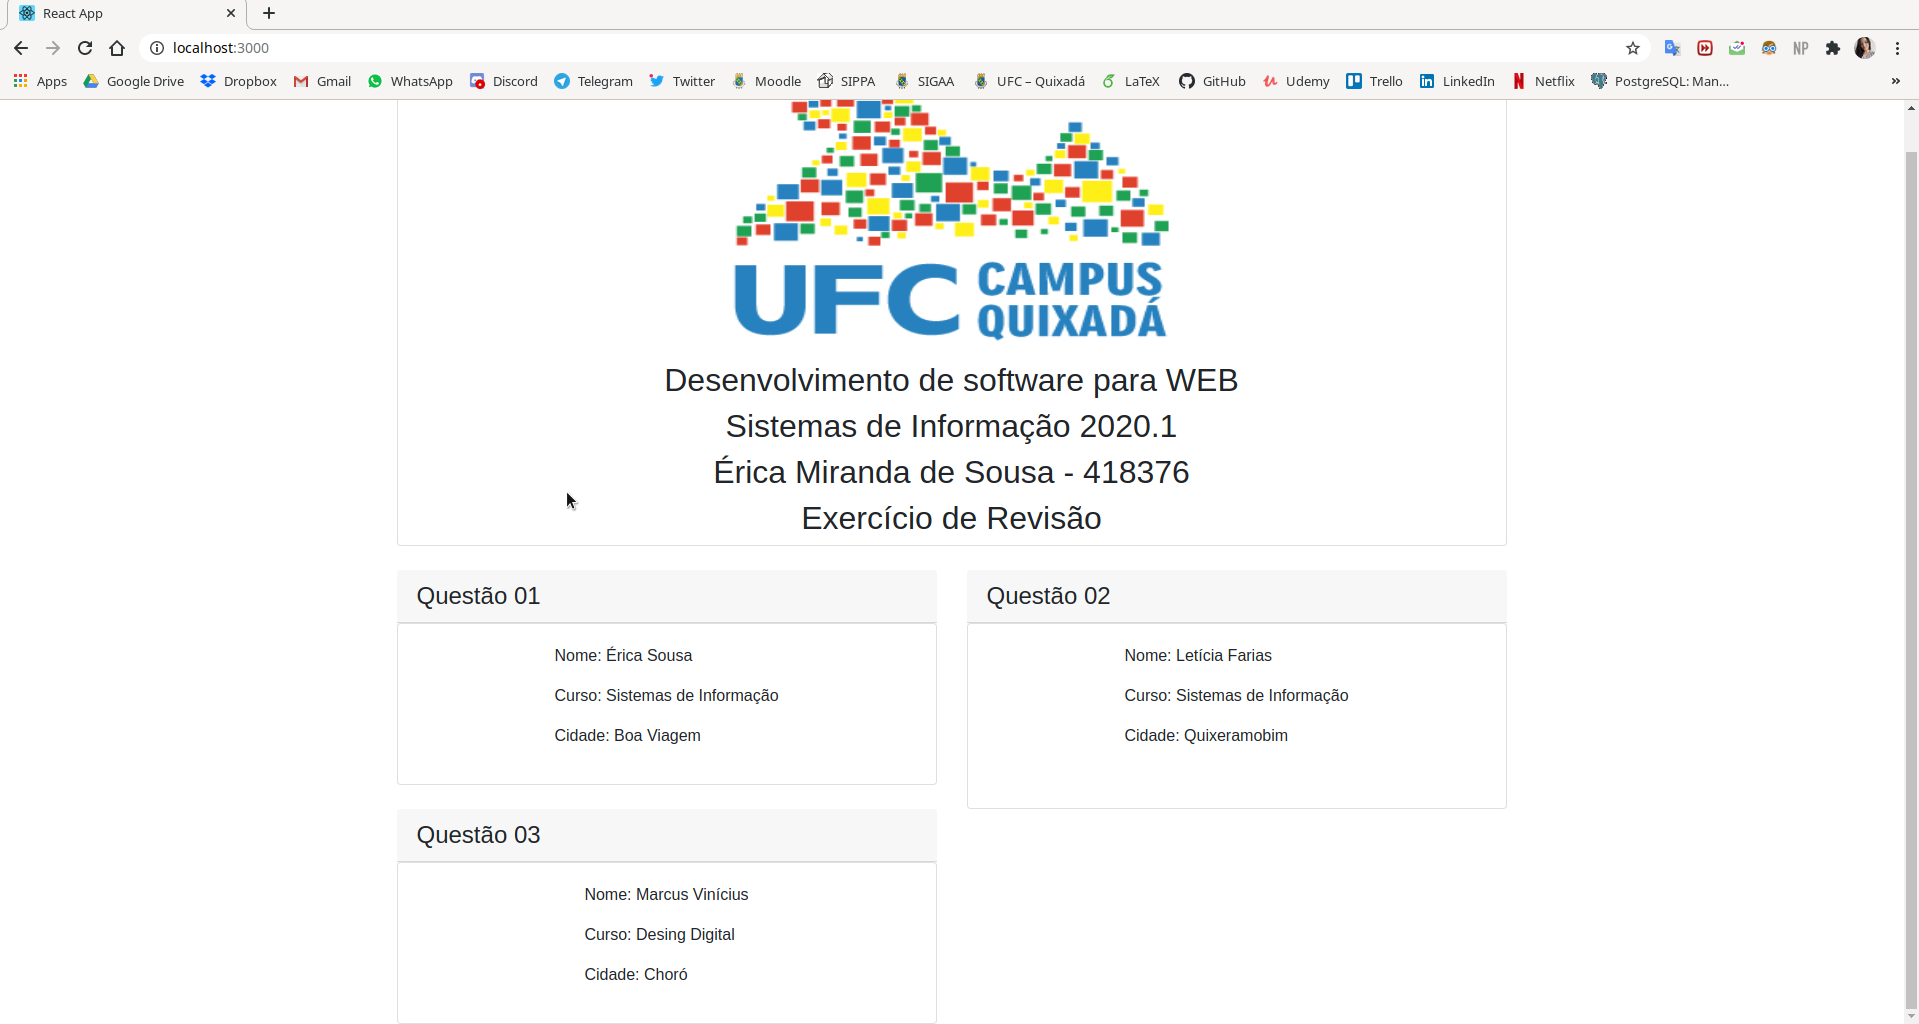 React App
localhost:3000
NP
Apps Google Drive Dropbox Gmail WhatsApp Discord Telegram Twitter Moodle SIPPA SIGAA UFC – Quixadá LaTeX GitHub Udemy Trello LinkedIn Netflix PostgreSQL: Man... »
UFC CAMPUS
QUIXADÁ
Desenvolvimento de software para WEB
Sistemas de Informação 2020.1
Érica Miranda de Sousa - 418376
Exercício de Revisão
Questão 01
Nome: Érica Sousa
Curso: Sistemas de Informação
Cidade: Boa Viagem
Questão 02
Nome: Letícia Farias
Curso: Sistemas de Informação
Cidade: Quixeramobim
Questão 03
Nome: Marcus Vinícius
Curso: Desing Digital
Cidade: Choró